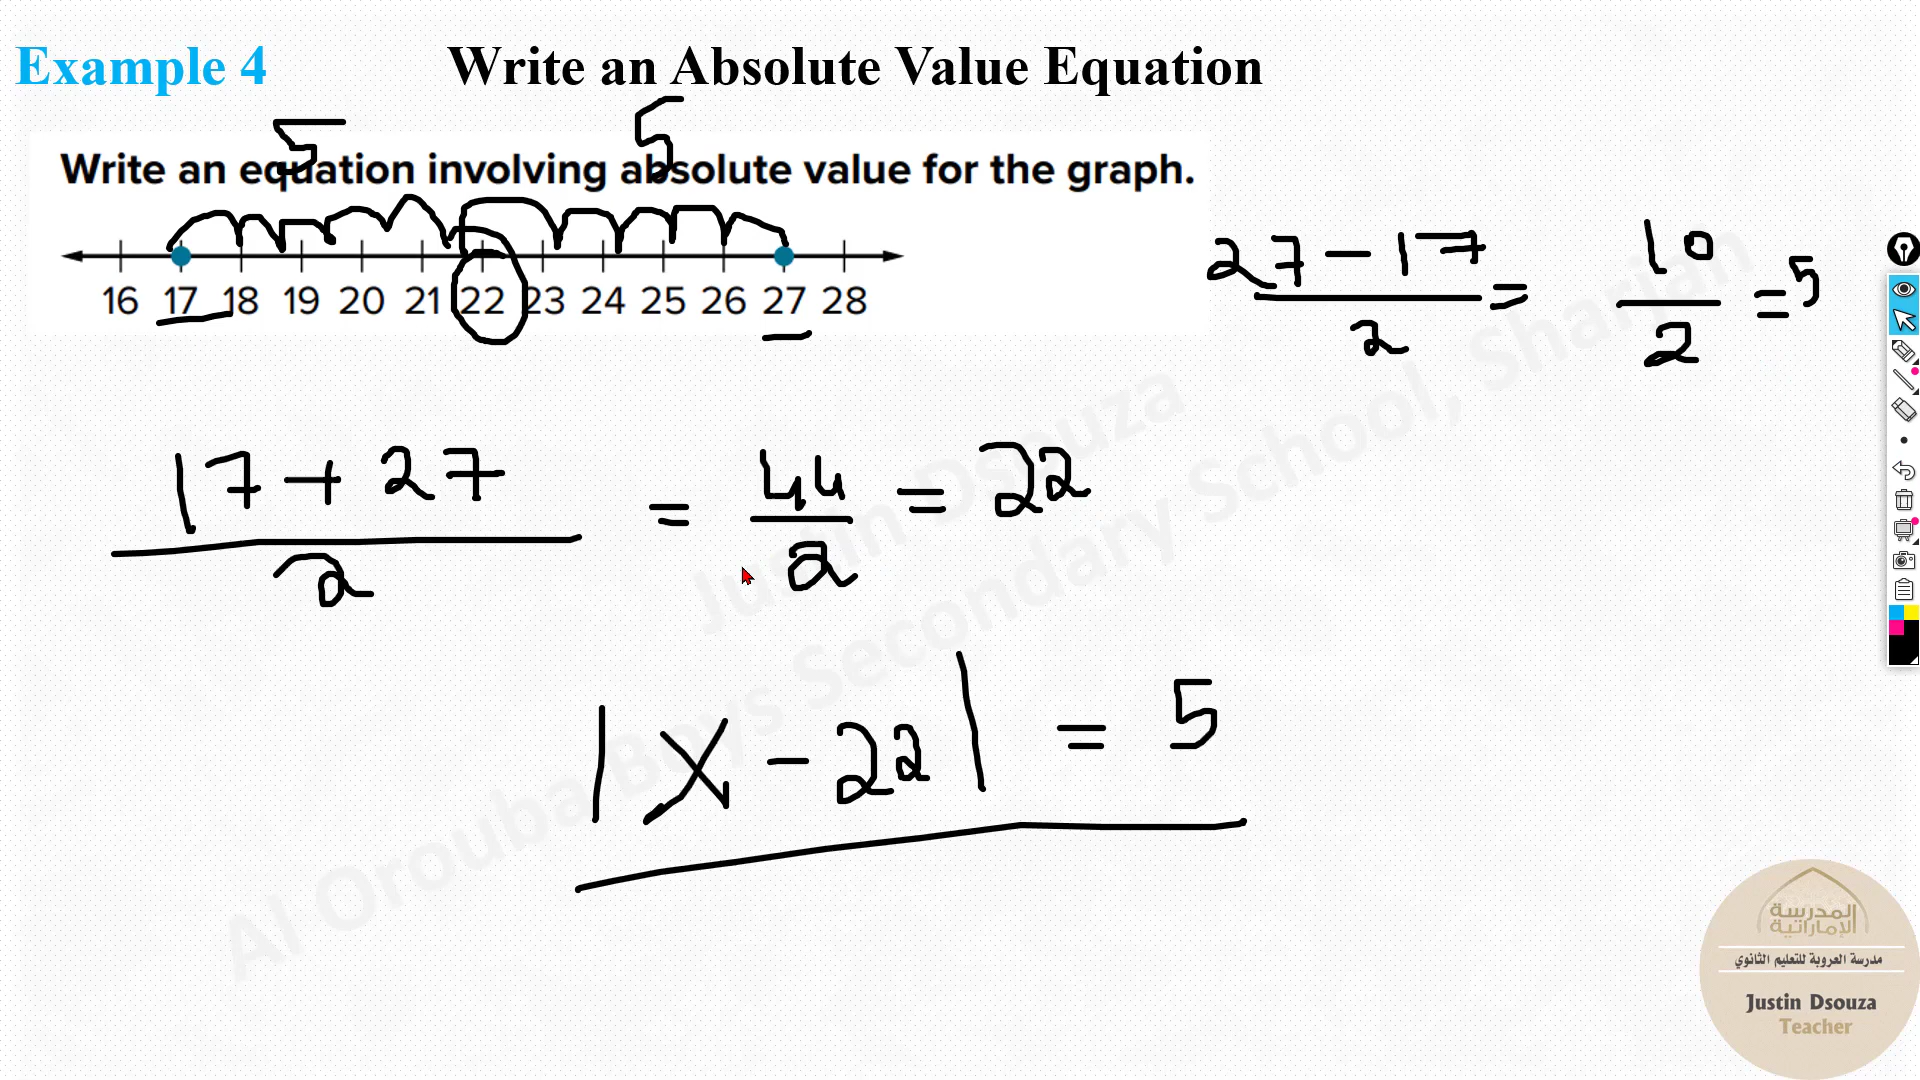 Example 4 Write an Absolute Value Equation
5 5
Write an equation involving absolute value for the graph.
16 17 18 19 20 21 22 23 24 25 26 27 28
27 - 17 / 2 = 10 / 2 = 5
17 + 27 / 2 = 44 / 2 = 22
|x - 22| = 5
Justin Dsouza
Al Orouba Boys Secondary School, Sharjah
المدرسة
الإماراتية
مدرسة العروبة للتعليم الثانوي
Justin Dsouza
Teacher